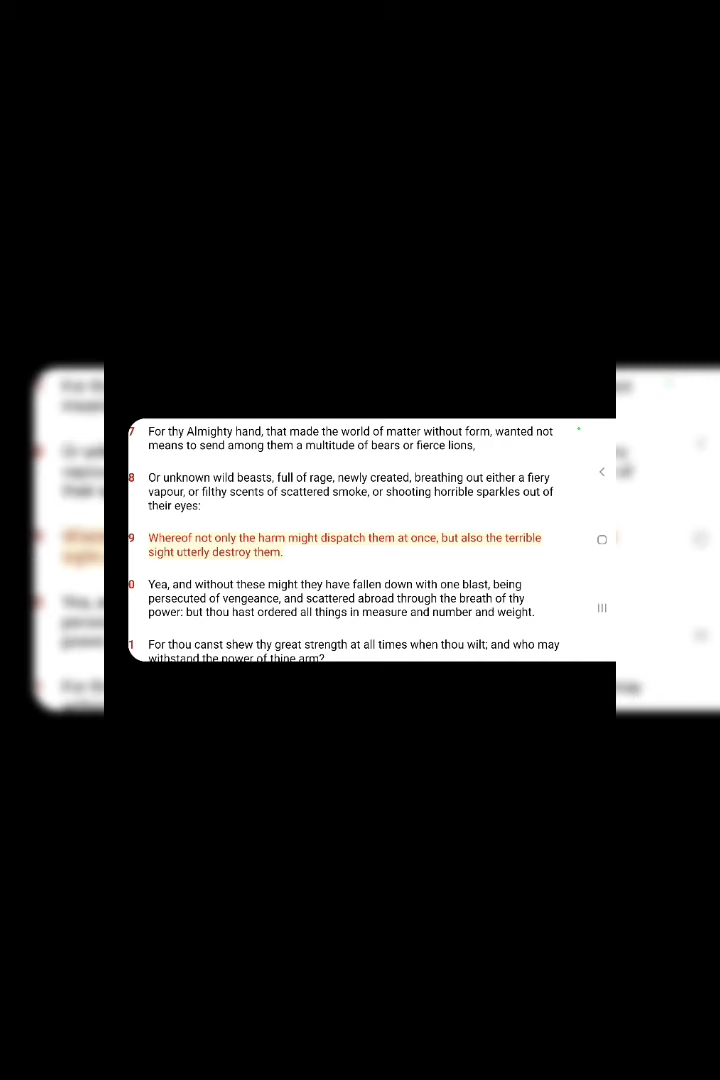 7 For thy Almighty hand, that made the world of matter without form, wanted not
means to send among them a multitude of bears or fierce lions,
8 Or unknown wild beasts, full of rage, newly created, breathing out either a fiery
vapour, or filthy scents of scattered smoke, or shooting horrible sparkles out of
their eyes:
9 Whereof not only the harm might dispatch them at once, but also the terrible
sight utterly destroy them.
0 Yea, and without these might they have fallen down with one blast, being
persecuted of vengeance, and scattered abroad through the breath of thy
power: but thou hast ordered all things in measure and number and weight.
1 For thou canst shew thy great strength at all times when thou wilt; and who may
withstand the power of thine arm?